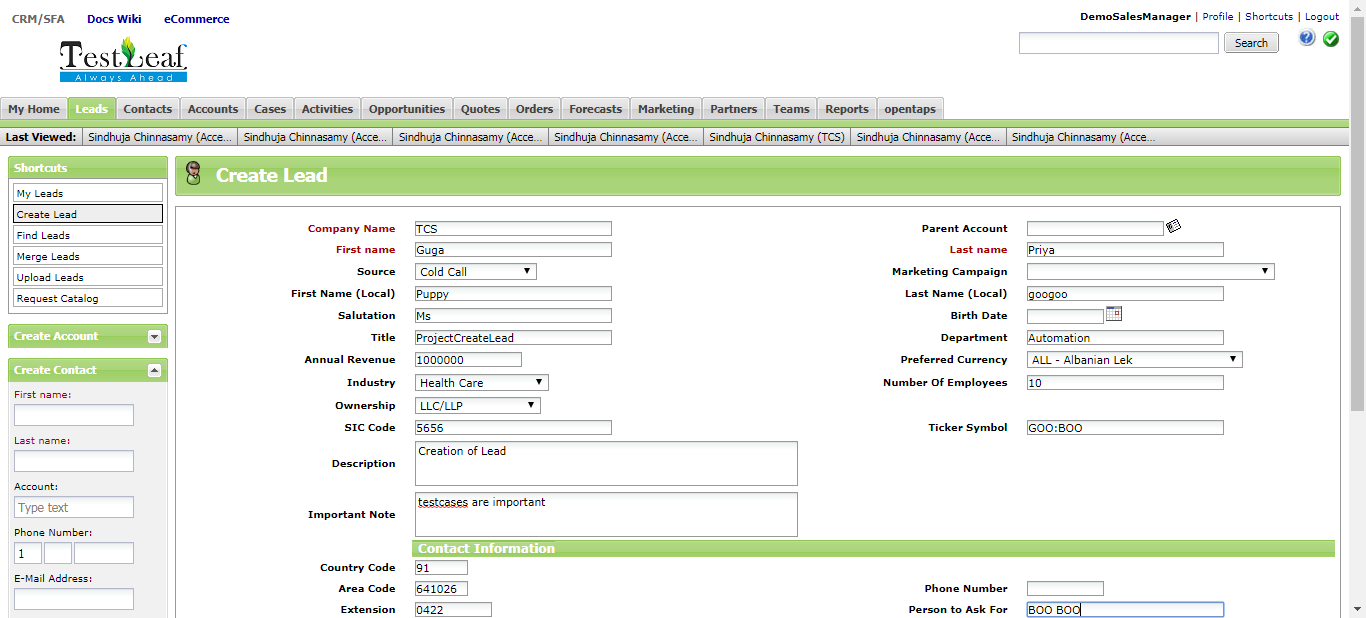 CRM/SFA Docs Wiki eCommerce
DemoSalesManager | Profile | Shortcuts | Logout
TestLeaf
Always Ahead
Search
My Home Leads Contacts Accounts Cases Activities Opportunities Quotes Orders Forecasts Marketing Partners Teams Reports opentaps
Last Viewed: Sindhuja Chinnasamy (Acce... Sindhuja Chinnasamy (Acce... Sindhuja Chinnasamy (Acce... Sindhuja Chinnasamy (Acce... Sindhuja Chinnasamy (TCS) Sindhuja Chinnasamy (Acce... Sindhuja Chinnasamy (Acce...
Shortcuts
My Leads
Create Lead
Find Leads
Merge Leads
Upload Leads
Request Catalog
Create Account
Create Contact
First name:
Last name:
Account:
Type text
Phone Number:
1
E-Mail Address:
Create Lead
Company Name TCS Parent Account
First name Guga Last name Priya
Source Cold Call Marketing Campaign
First Name (Local) Puppy Last Name (Local) googoo
Salutation Ms Birth Date
Title ProjectCreateLead Department Automation
Annual Revenue 1000000 Preferred Currency ALL - Albanian Lek
Industry Health Care Number Of Employees 10
Ownership LLC/LLP
SIC Code 5656 Ticker Symbol GOO:BOO
Description Creation of Lead
Important Note testcases are important
Contact Information
Country Code 91
Area Code 641026 Phone Number
Extension 0422 Person to Ask For BOO BOO